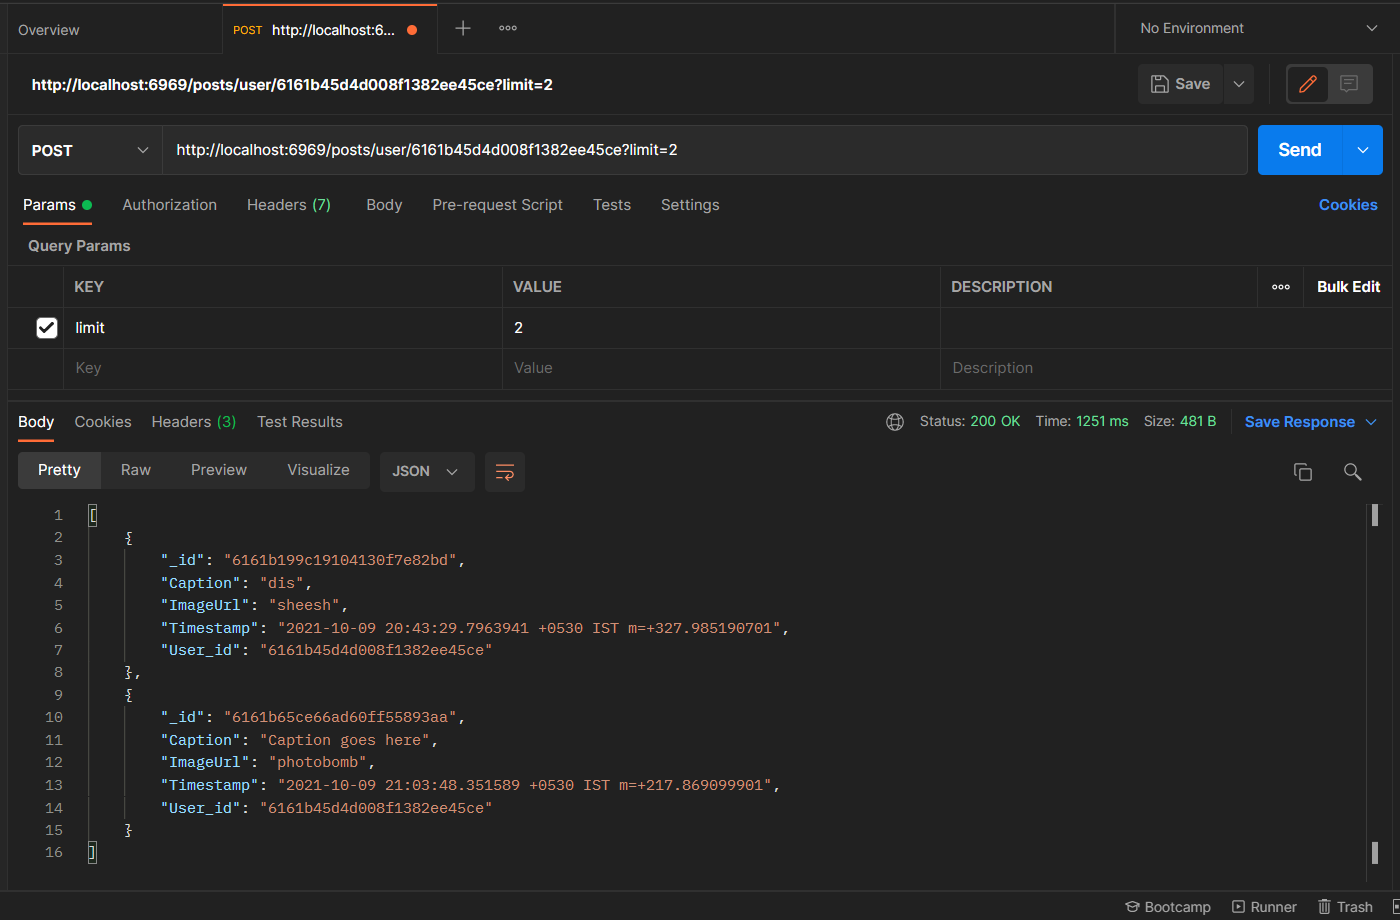 Overview
POST http://localhost:6...
No Environment
http://localhost:6969/posts/user/6161b45d4d008f1382ee45ce?limit=2
Save
POST
http://localhost:6969/posts/user/6161b45d4d008f1382ee45ce?limit=2
Send
Params Authorization Headers (7) Body Pre-request Script Tests Settings Cookies
Query Params
KEY VALUE DESCRIPTION Bulk Edit
limit 2
Key Value Description
Body Cookies Headers (3) Test Results Status: 200 OK Time: 1251 ms Size: 481 B Save Response
Pretty Raw Preview Visualize JSON
1 [
2 {
3 "_id": "6161b199c19104130f7e82bd",
4 "Caption": "dis",
5 "ImageUrl": "sheesh",
6 "Timestamp": "2021-10-09 20:43:29.7963941 +0530 IST m=+327.985190701",
7 "User_id": "6161b45d4d008f1382ee45ce"
8 },
9 {
10 "_id": "6161b65ce66ad60ff55893aa",
11 "Caption": "Caption goes here",
12 "ImageUrl": "photobomb",
13 "Timestamp": "2021-10-09 21:03:48.351589 +0530 IST m=+217.869099901",
14 "User_id": "6161b45d4d008f1382ee45ce"
15 }
16 ]
Bootcamp Runner Trash